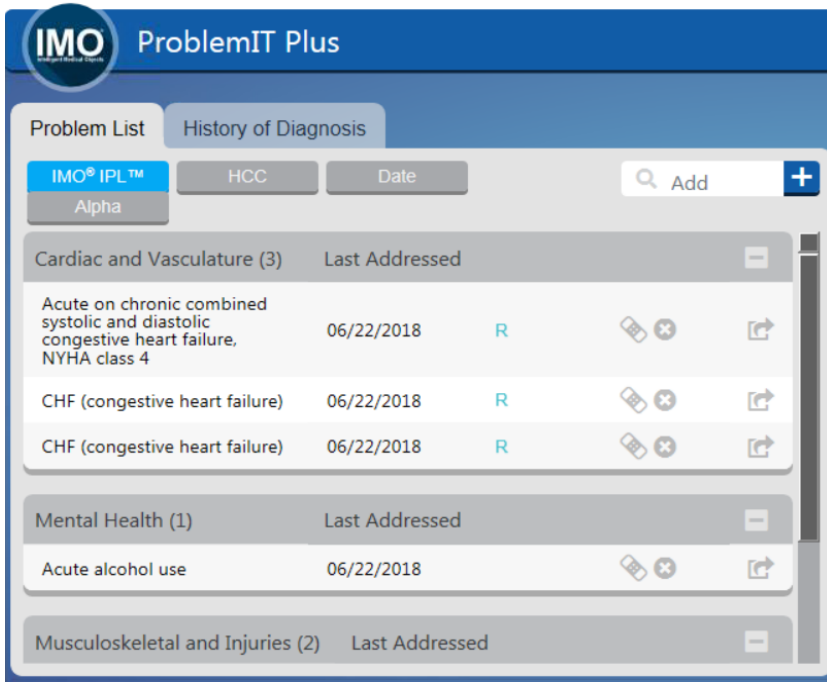 IMO
Intelligent Medical Objects
ProblemIT Plus
Problem List History of Diagnosis
IMO® IPL™ HCC Date Add +
Alpha
Cardiac and Vasculature (3) Last Addressed
Acute on chronic combined
systolic and diastolic
congestive heart failure,
NYHA class 4
06/22/2018 R
CHF (congestive heart failure) 06/22/2018 R
CHF (congestive heart failure) 06/22/2018 R
Mental Health (1) Last Addressed
Acute alcohol use 06/22/2018
Musculoskeletal and Injuries (2) Last Addressed